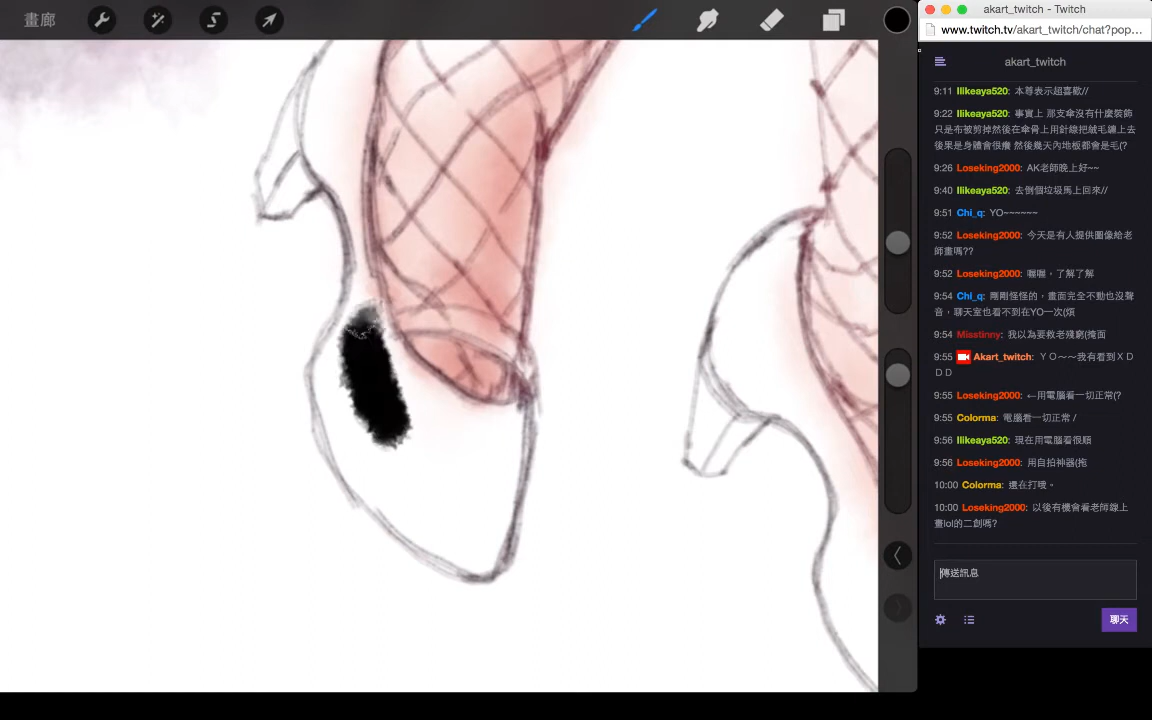 畫廊
akart_twitch - Twitch
www.twitch.tv/akart_twitch/chat?pop...
akart_twitch
9:11 Ilikeaya520: 本尊表示超喜歡//
9:22 Ilikeaya520: 事實上 那支傘沒有什麼裝飾
只是布被剪掉然後在傘骨上用針線把絨毛纏上去
後果是身體會很癢 然後幾天內地板都會是毛(?
9:26 Loseking2000: AK老師晚上好~~
9:40 Ilikeaya520: 去倒個垃圾馬上回來//
9:51 Chi_q: YO~~~~~~
9:52 Loseking2000: 今天是有人提供圖像給老
師畫嗎??
9:52 Loseking2000: 喔喔，了解了解
9:54 Chi_q: 剛剛怪怪的，畫面完全不動也沒聲
音，聊天室也看不到在YO一次(煩
9:54 Misstinny: 我以為要救老殘窮(掩面
9:55 Akart_twitch: ＹＯ～～我有看到ＸＤ
ＤＤ
9:55 Loseking2000: ←用電腦看一切正常(?
9:55 Colorma: 電腦看一切正常 /
9:56 Ilikeaya520: 現在用電腦看很順
9:56 Loseking2000: 用自拍神器(拖
10:00 Colorma: 還在打噴。
10:00 Loseking2000: 以後有機會看老師線上
畫lol的二創嗎?
傳送訊息
聊天